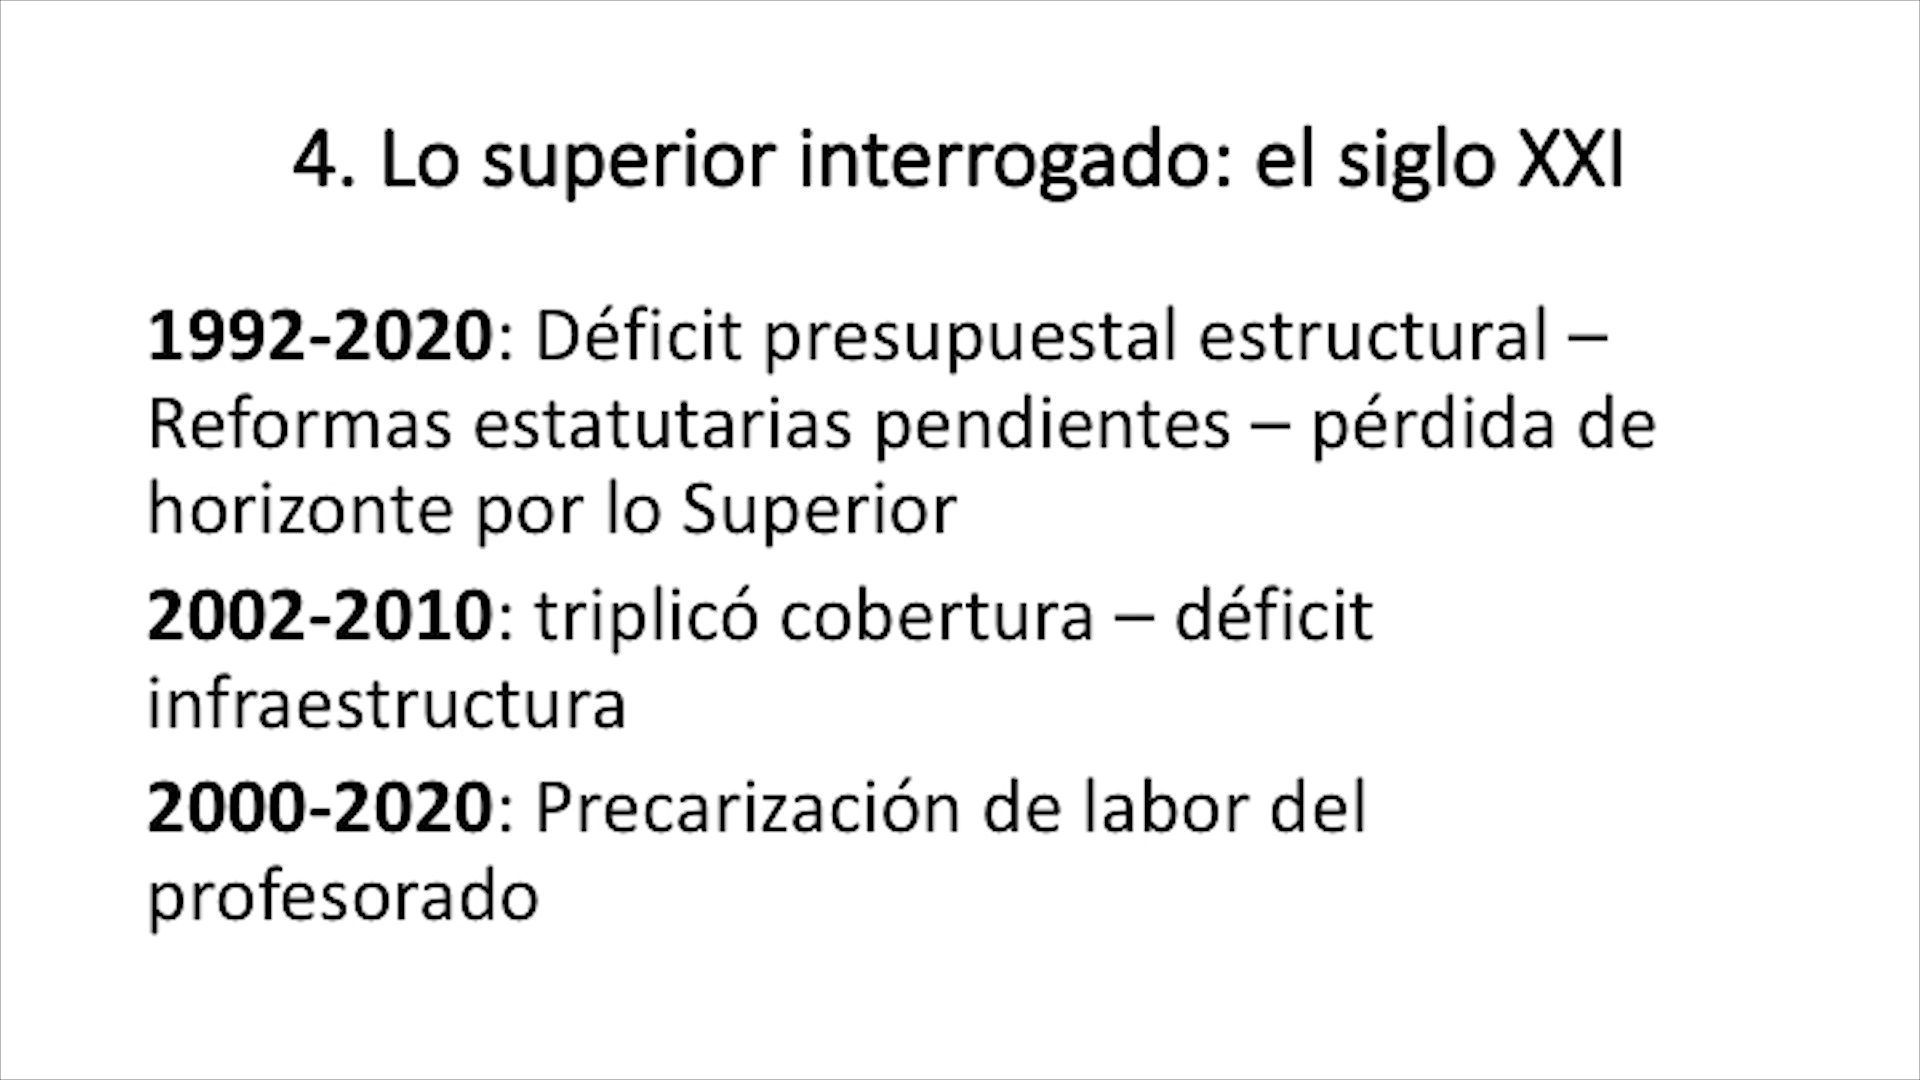 4. Lo superior interrogado: el siglo XXI
1992-2020: Déficit presupuestal estructural –
Reformas estatutarias pendientes – pérdida de
horizonte por lo Superior
2002-2010: triplicó cobertura – déficit
infraestructura
2000-2020: Precarización de labor del
profesorado